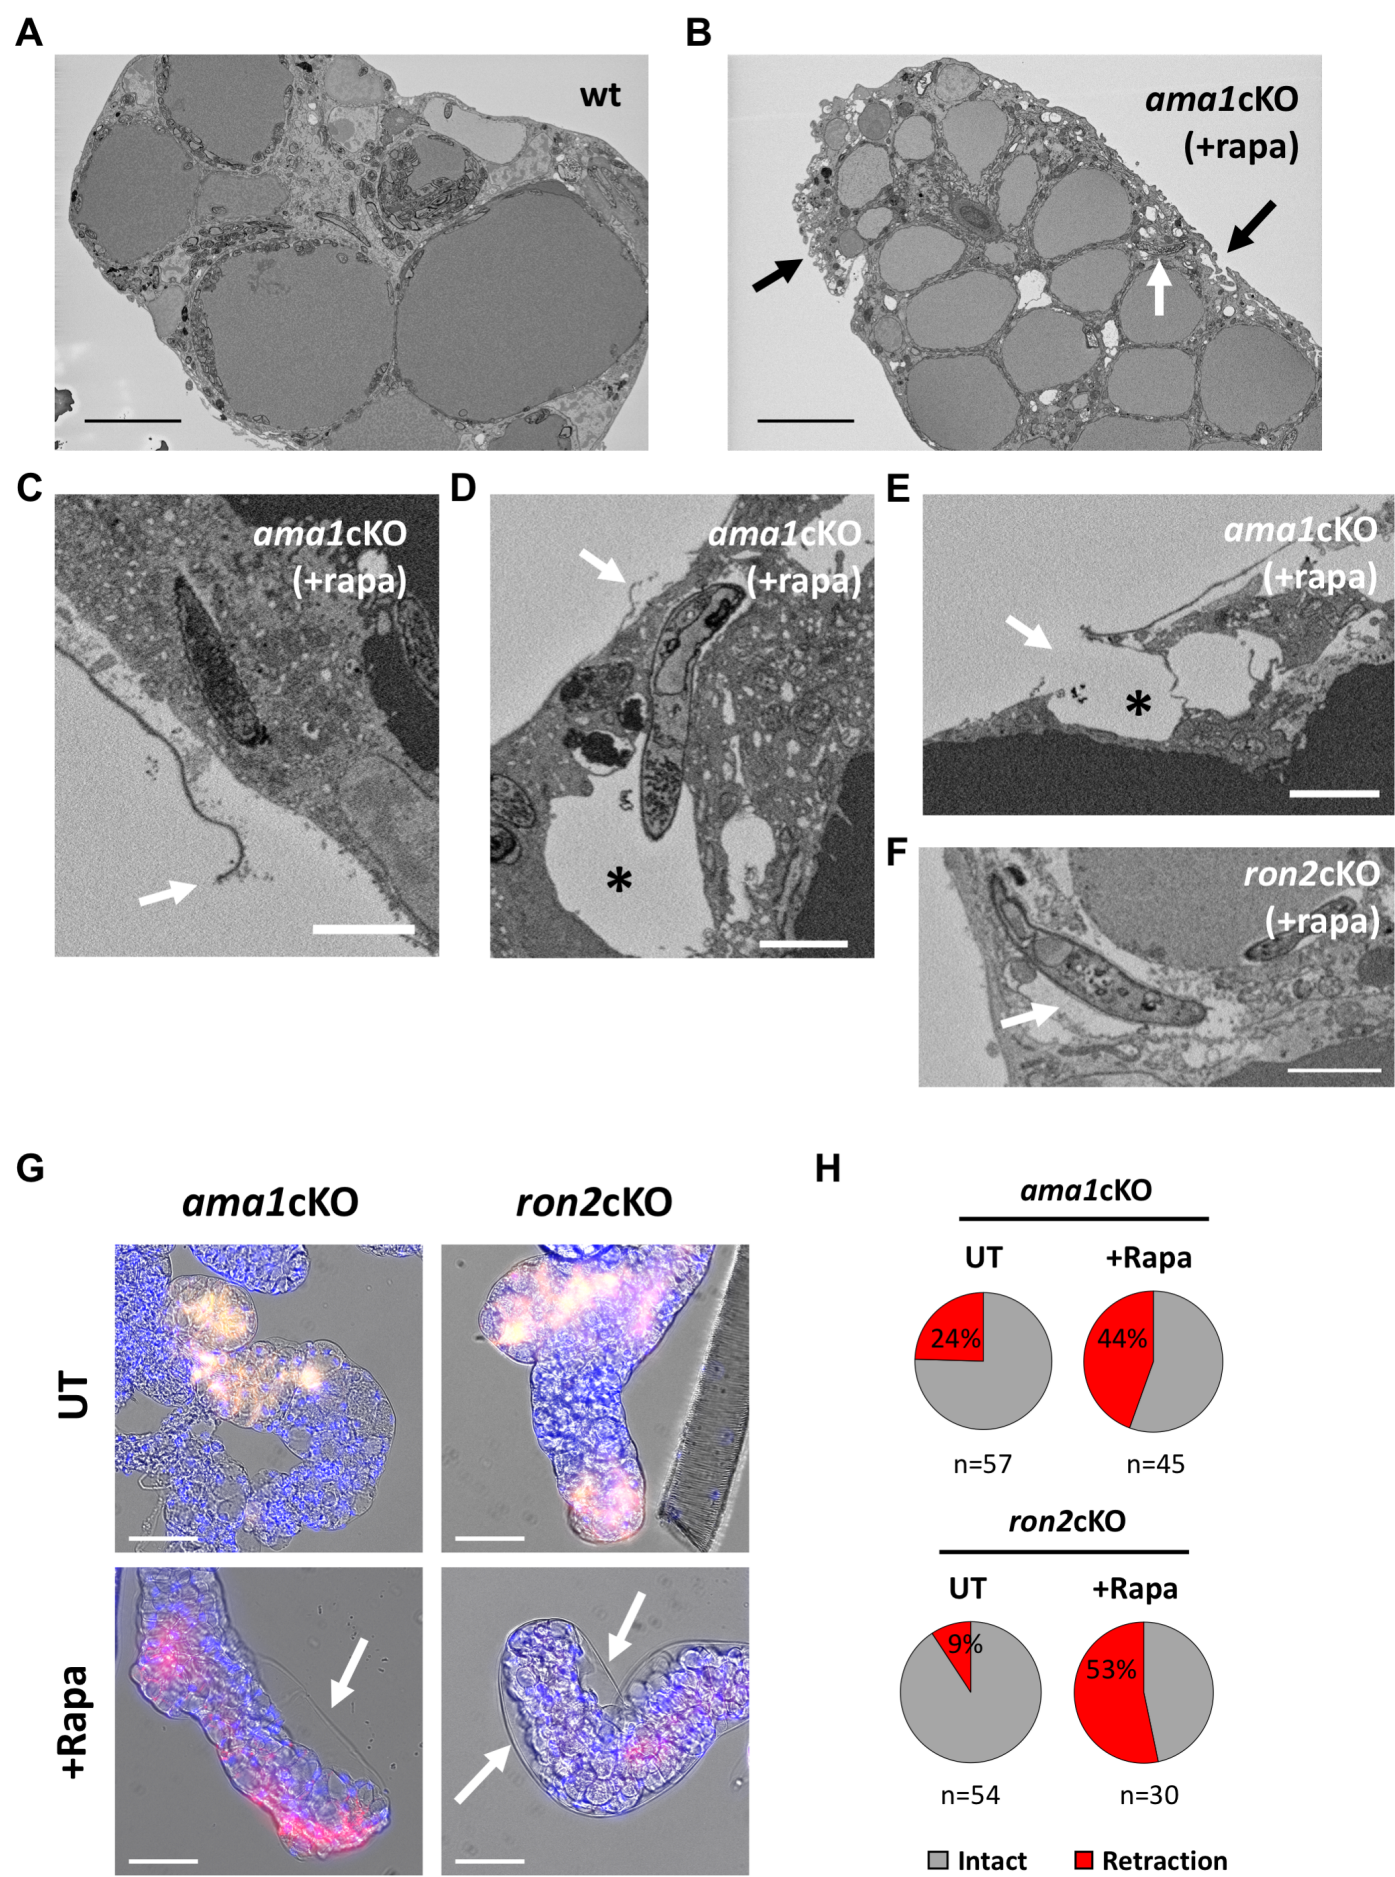 A
wt
B
ama1cKO
(+rapa)
C
ama1cKO
(+rapa)
D
ama1cKO
(+rapa)
*
E
ama1cKO
(+rapa)
*
F
ron2cKO
(+rapa)
G
ama1cKO
ron2cKO
UT
+Rapa
H
ama1cKO
UT
+Rapa
24%
44%
n=57
n=45
ron2cKO
UT
+Rapa
9%
53%
n=54
n=30
Intact
Retraction